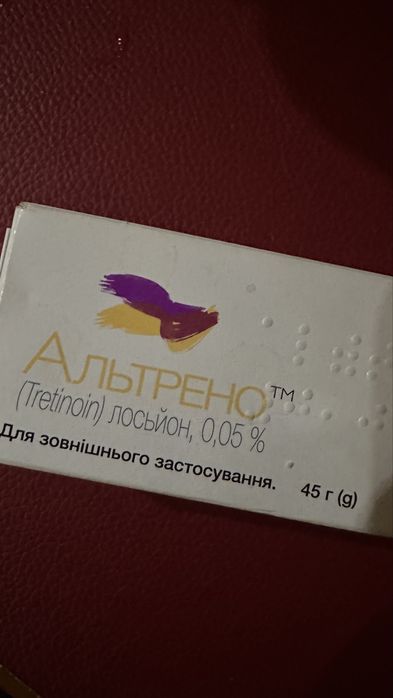 АЛЬТРЕНО™
(Tretinoin) лосьйон, 0,05 %
Для зовнішнього застосування. 45 г (g)